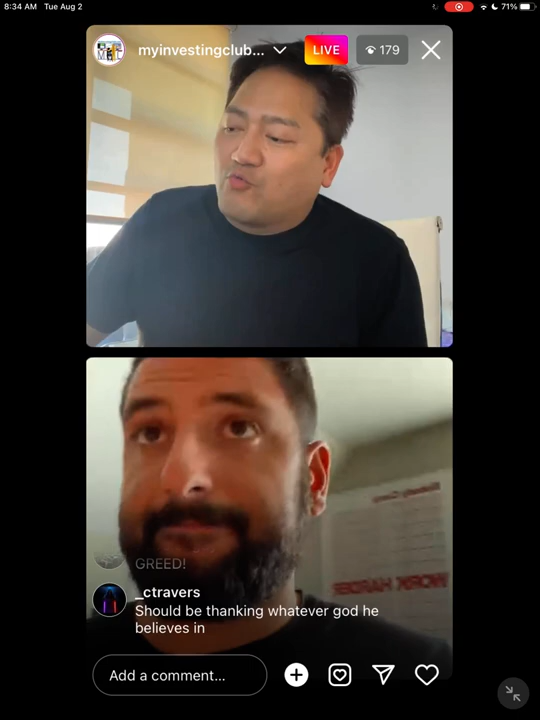 8:34 AM Tue Aug 2
71%
myinvestingclub...
LIVE
179
WORK HARDER
GREED!
_ctravers
Should be thanking whatever god he
believes in
Add a comment...